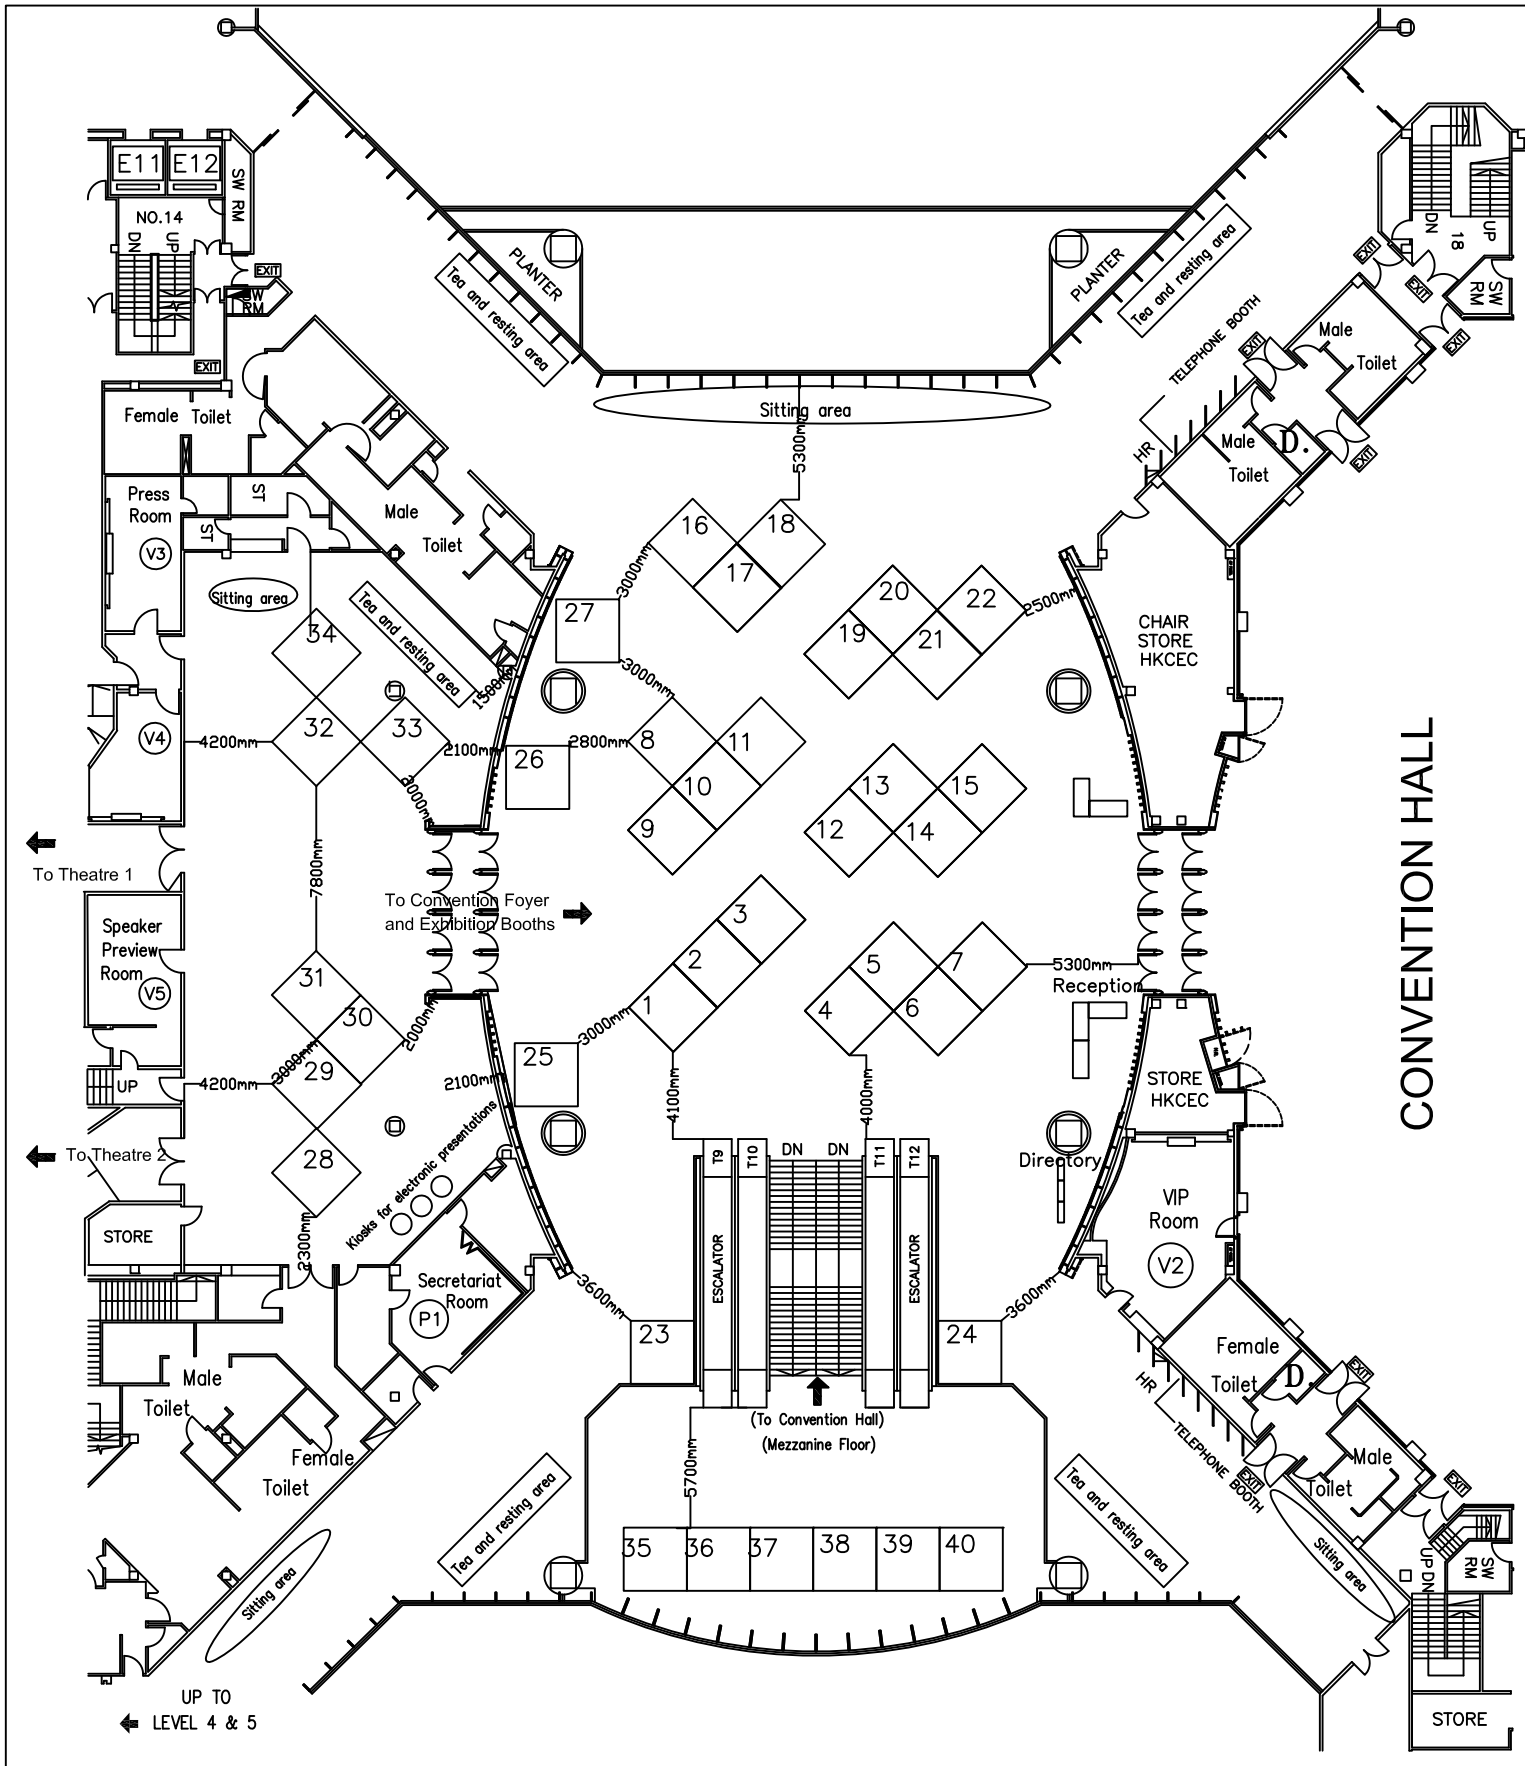 E11
E12
SW RM
NO.14
DN
UP
EXIT
SW
RM
EXIT
PLANTER
PLANTER
Tea and resting area
Tea and resting area
DN
UP
18
EXIT
EXIT
SW
RM
EXIT
TELEPHONE BOOTH
EXIT
Male
Toilet
Sitting area
5300mm
HR
Male
Toilet
D.
EXIT
Female Toilet
Press
Room
V3
ST
ST
Male
Toilet
Sitting area
Tea and resting area
1500mm
16
17
18
3000mm
27
3000mm
19
20
21
22
2500mm
CHAIR
STORE
HKCEC
34
32
33
4200mm
V4
2000mm
2100mm
26
2800mm
8
11
10
9
13
15
12
14
CONVENTION HALL
To Theatre 1
7800mm
To Convention Foyer
and Exhibition Booths
Speaker
Preview
Room
V5
31
30
29
28
3000mm
2000mm
4200mm
UP
3
2
1
3000mm
25
2100mm
5
7
4
6
5300mm
Reception
4100mm
4000mm
STORE
HKCEC
To Theatre 2
STORE
2300mm
Kiosks for electronic presentations
T9
T10
DN
DN
T11
T12
ESCALATOR
ESCALATOR
Directory
VIP
Room
V2
Secretariat
Room
P1
3600mm
23
24
3600mm
(To Convention Hall)
(Mezzanine Floor)
Male
Toilet
Female
Toilet
Female
Toilet
D.
EXIT
HR
TELEPHONE BOOTH
EXIT
Male
Toilet
EXIT
5700mm
Tea and resting area
Tea and resting area
35
36
37
38
39
40
Sitting area
Sitting area
UP
DN
SW
RM
UP TO
LEVEL 4 & 5
STORE